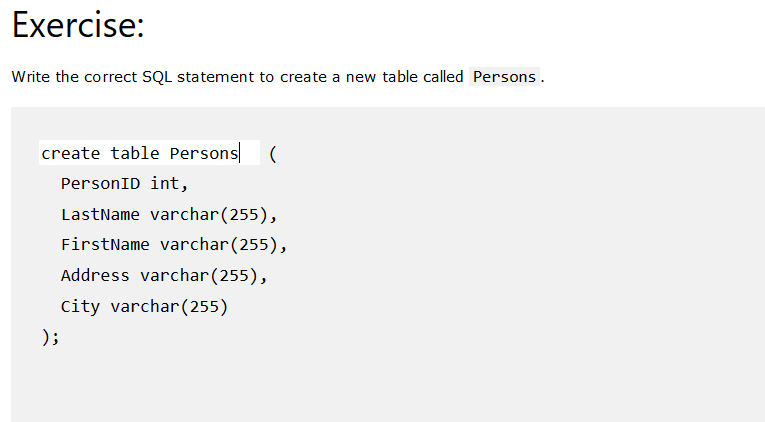 Exercise:
Write the correct SQL statement to create a new table called Persons.
create table Persons (
PersonID int,
LastName varchar(255),
FirstName varchar(255),
Address varchar(255),
City varchar(255)
);